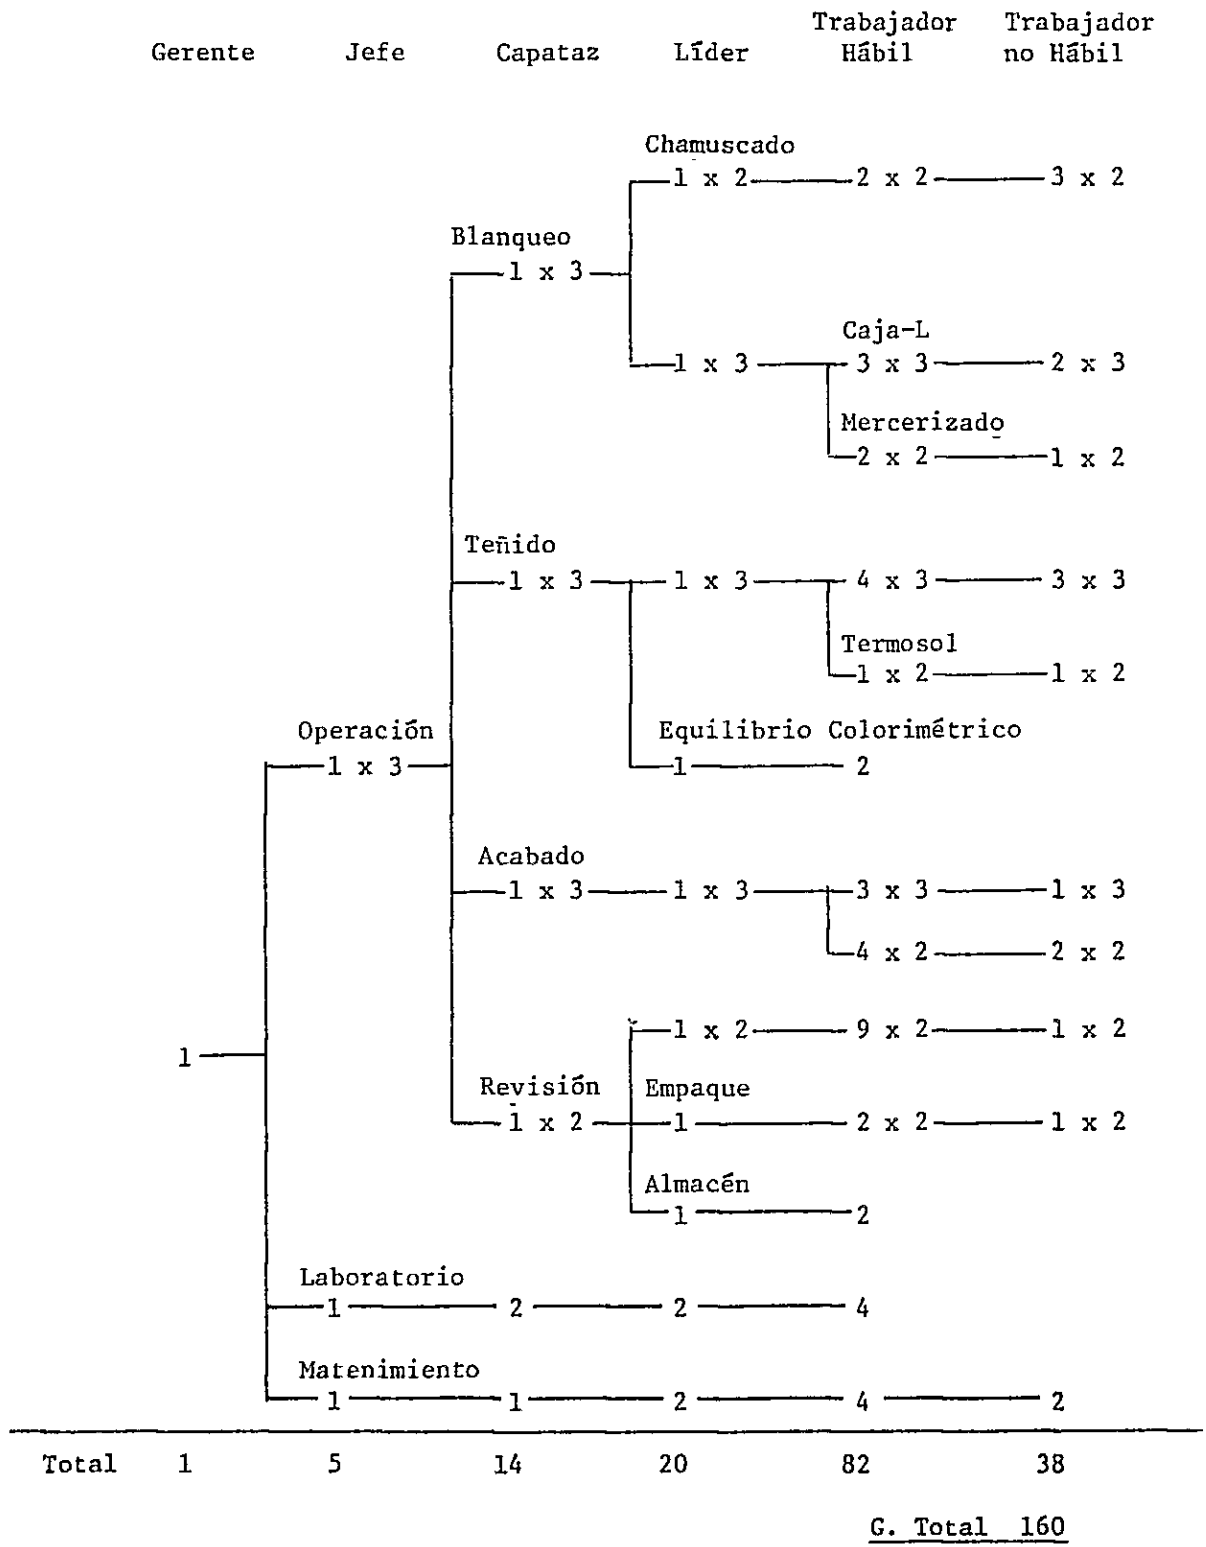 Trabajador Trabajador
Gerente Jefe Capataz Líder Hábil no Hábil
Chamuscado
1 x 2 2 x 2 3 x 2
Blanqueo
1 x 3
Caja-L
1 x 3 3 x 3 2 x 3
Mercerizado
2 x 2 1 x 2
Teñido
1 x 3 1 x 3 4 x 3 3 x 3
Termosol
1 x 2 1 x 2
Operación Equilibrio Colorimétrico
1 x 3 1 2
Acabado
1 x 3 1 x 3 3 x 3 1 x 3
4 x 2 2 x 2
1 x 2 9 x 2 1 x 2
1
Revisión Empaque
1 x 2 1 2 x 2 1 x 2
Almacén
1 2
Laboratorio
1 2 2 4
Matenimiento
1 1 2 4 2
Total 1 5 14 20 82 38
G. Total 160